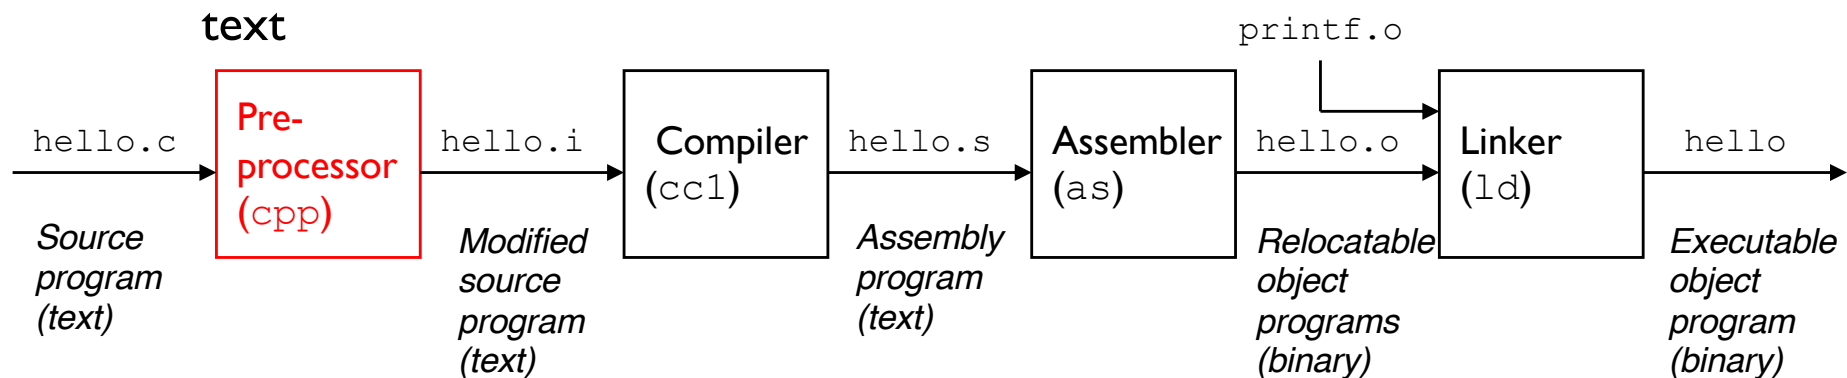 text
printf.o
hello.c
Pre-
processor
(cpp)
hello.i
Compiler
(cc1)
hello.s
Assembler
(as)
hello.o
Linker
(ld)
hello
Source
program
(text)
Modified
source
program
(text)
Assembly
program
(text)
Relocatable
object
programs
(binary)
Executable
object
program
(binary)